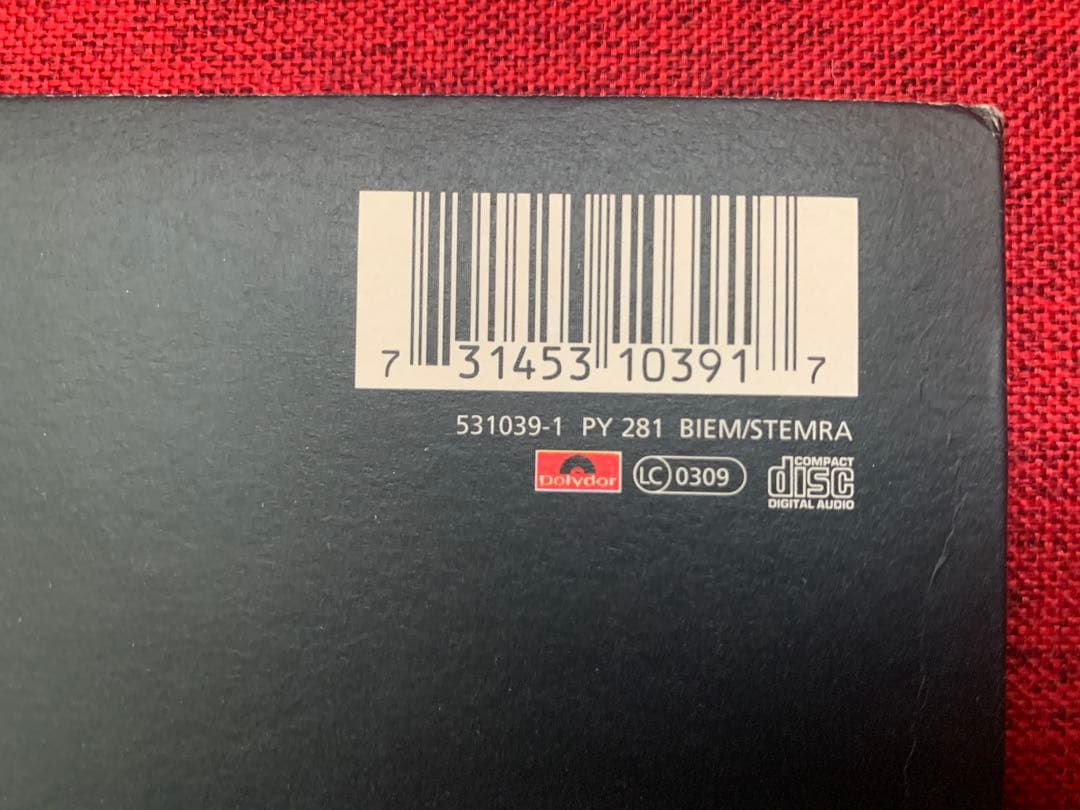 7 31453 10391 7
531039-1 PY 281 BIEM/STEMRA
Polydor LC 0309 COMPACT disc DIGITAL AUDIO